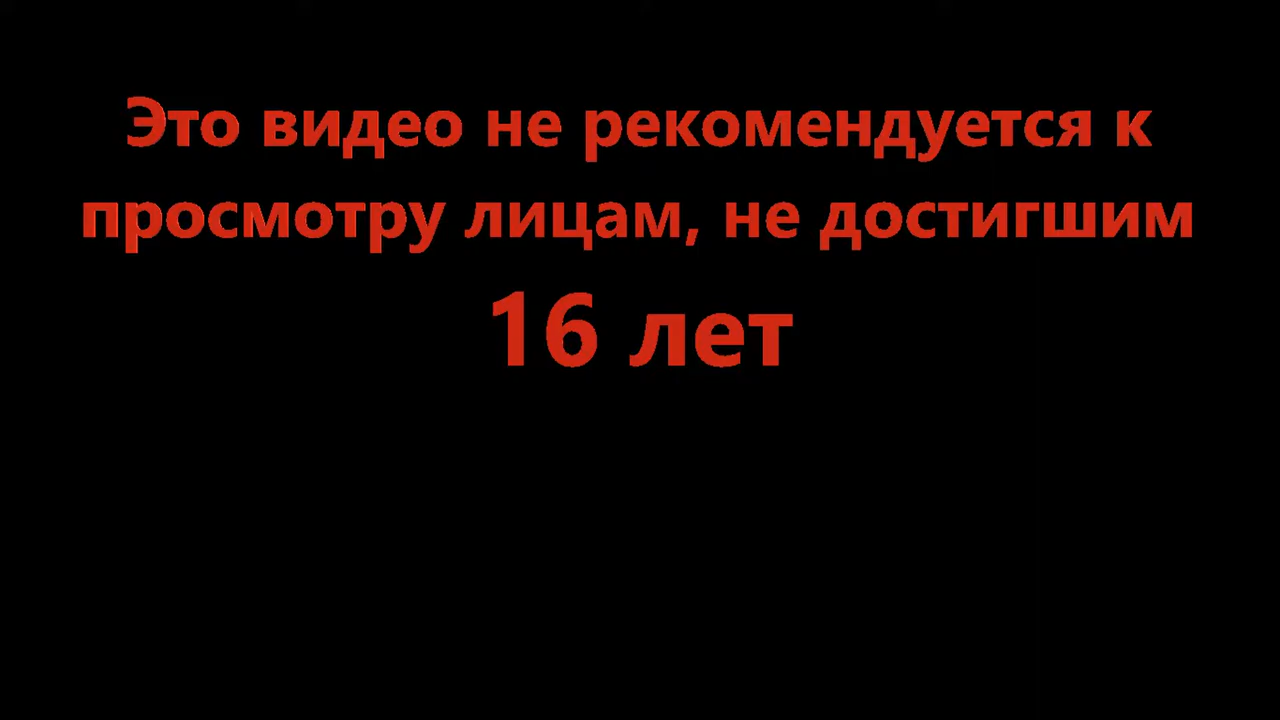 Это видео не рекомендуется к
просмотру лицам, не достигшим
16 лет